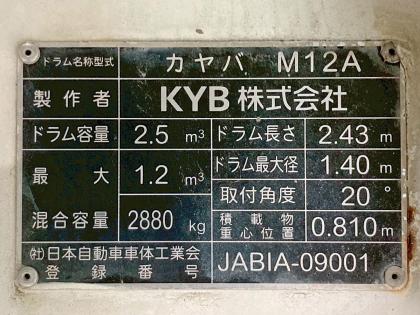 ドラム名称型式 カヤバ M12A
製作者 KYB株式会社
ドラム容量 2.5 m³ ドラム長さ 2.43 m
最大 1.2 m³ ドラム最大径 1.40 m
取付角度 20°
混合容量 2880 kg 積載物重心位置 0.810 m
㈳日本自動車車体工業会
登録番号 JABIA-09001